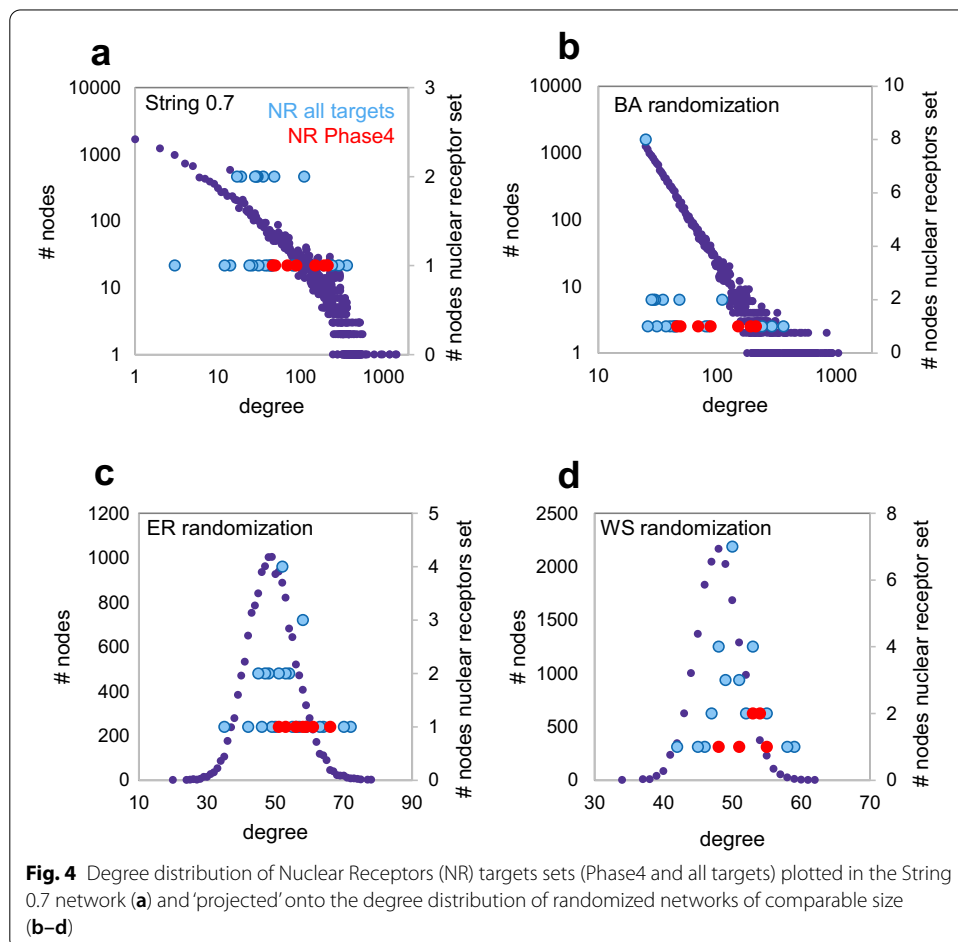 a
String 0.7
NR all targets
NR Phase4
10000
1000
100
10
1
# nodes
3
2
1
0
# nodes nuclear receptor set
1
10
100
1000
degree
b
BA randomization
10000
1000
100
10
1
# nodes
10
8
6
4
2
0
# nodes nuclear receptors set
10
100
1000
degree
c
ER randomization
1200
1000
800
600
400
200
0
# nodes
5
4
3
2
1
0
# nodes nuclear receptors set
10
30
50
70
90
degree
d
WS randomization
2500
2000
1500
1000
500
0
# nodes
8
6
4
2
0
# nodes nuclear receptor set
30
40
50
60
70
degree
Fig. 4 Degree distribution of Nuclear Receptors (NR) targets sets (Phase4 and all targets) plotted in the String
0.7 network (a) and ‘projected’ onto the degree distribution of randomized networks of comparable size
(b–d)